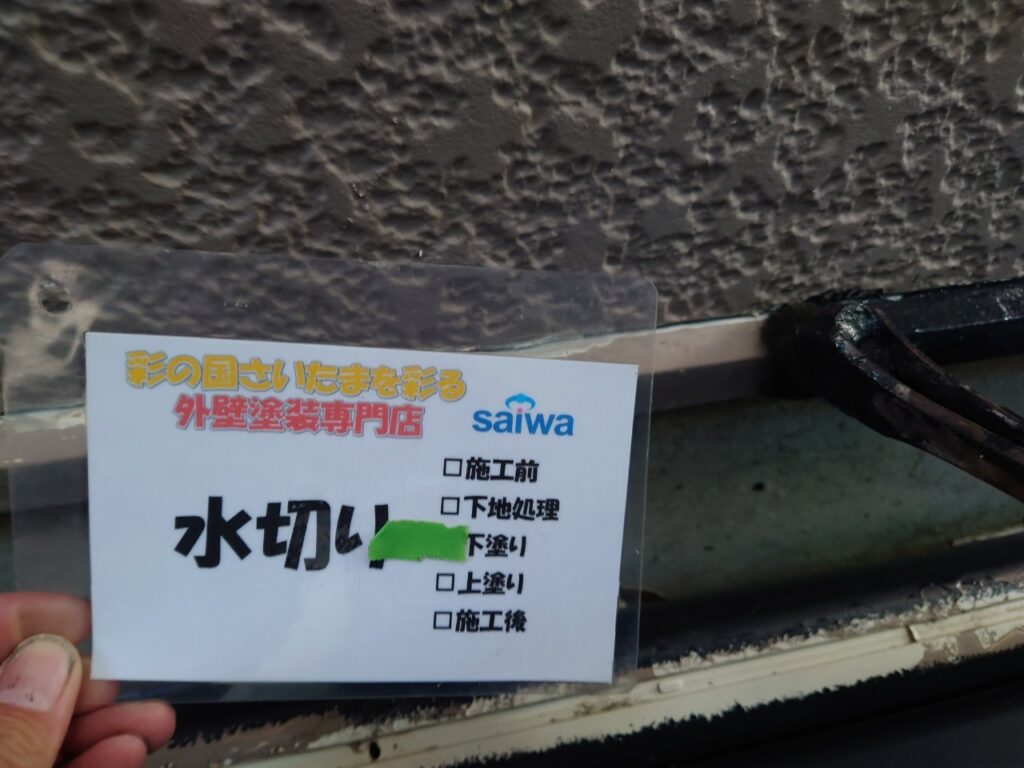 彩の国さいたまを彩る
外壁塗装専門店
saiwa
水切り
□施工前
□下地処理
下塗り
□上塗り
□施工後